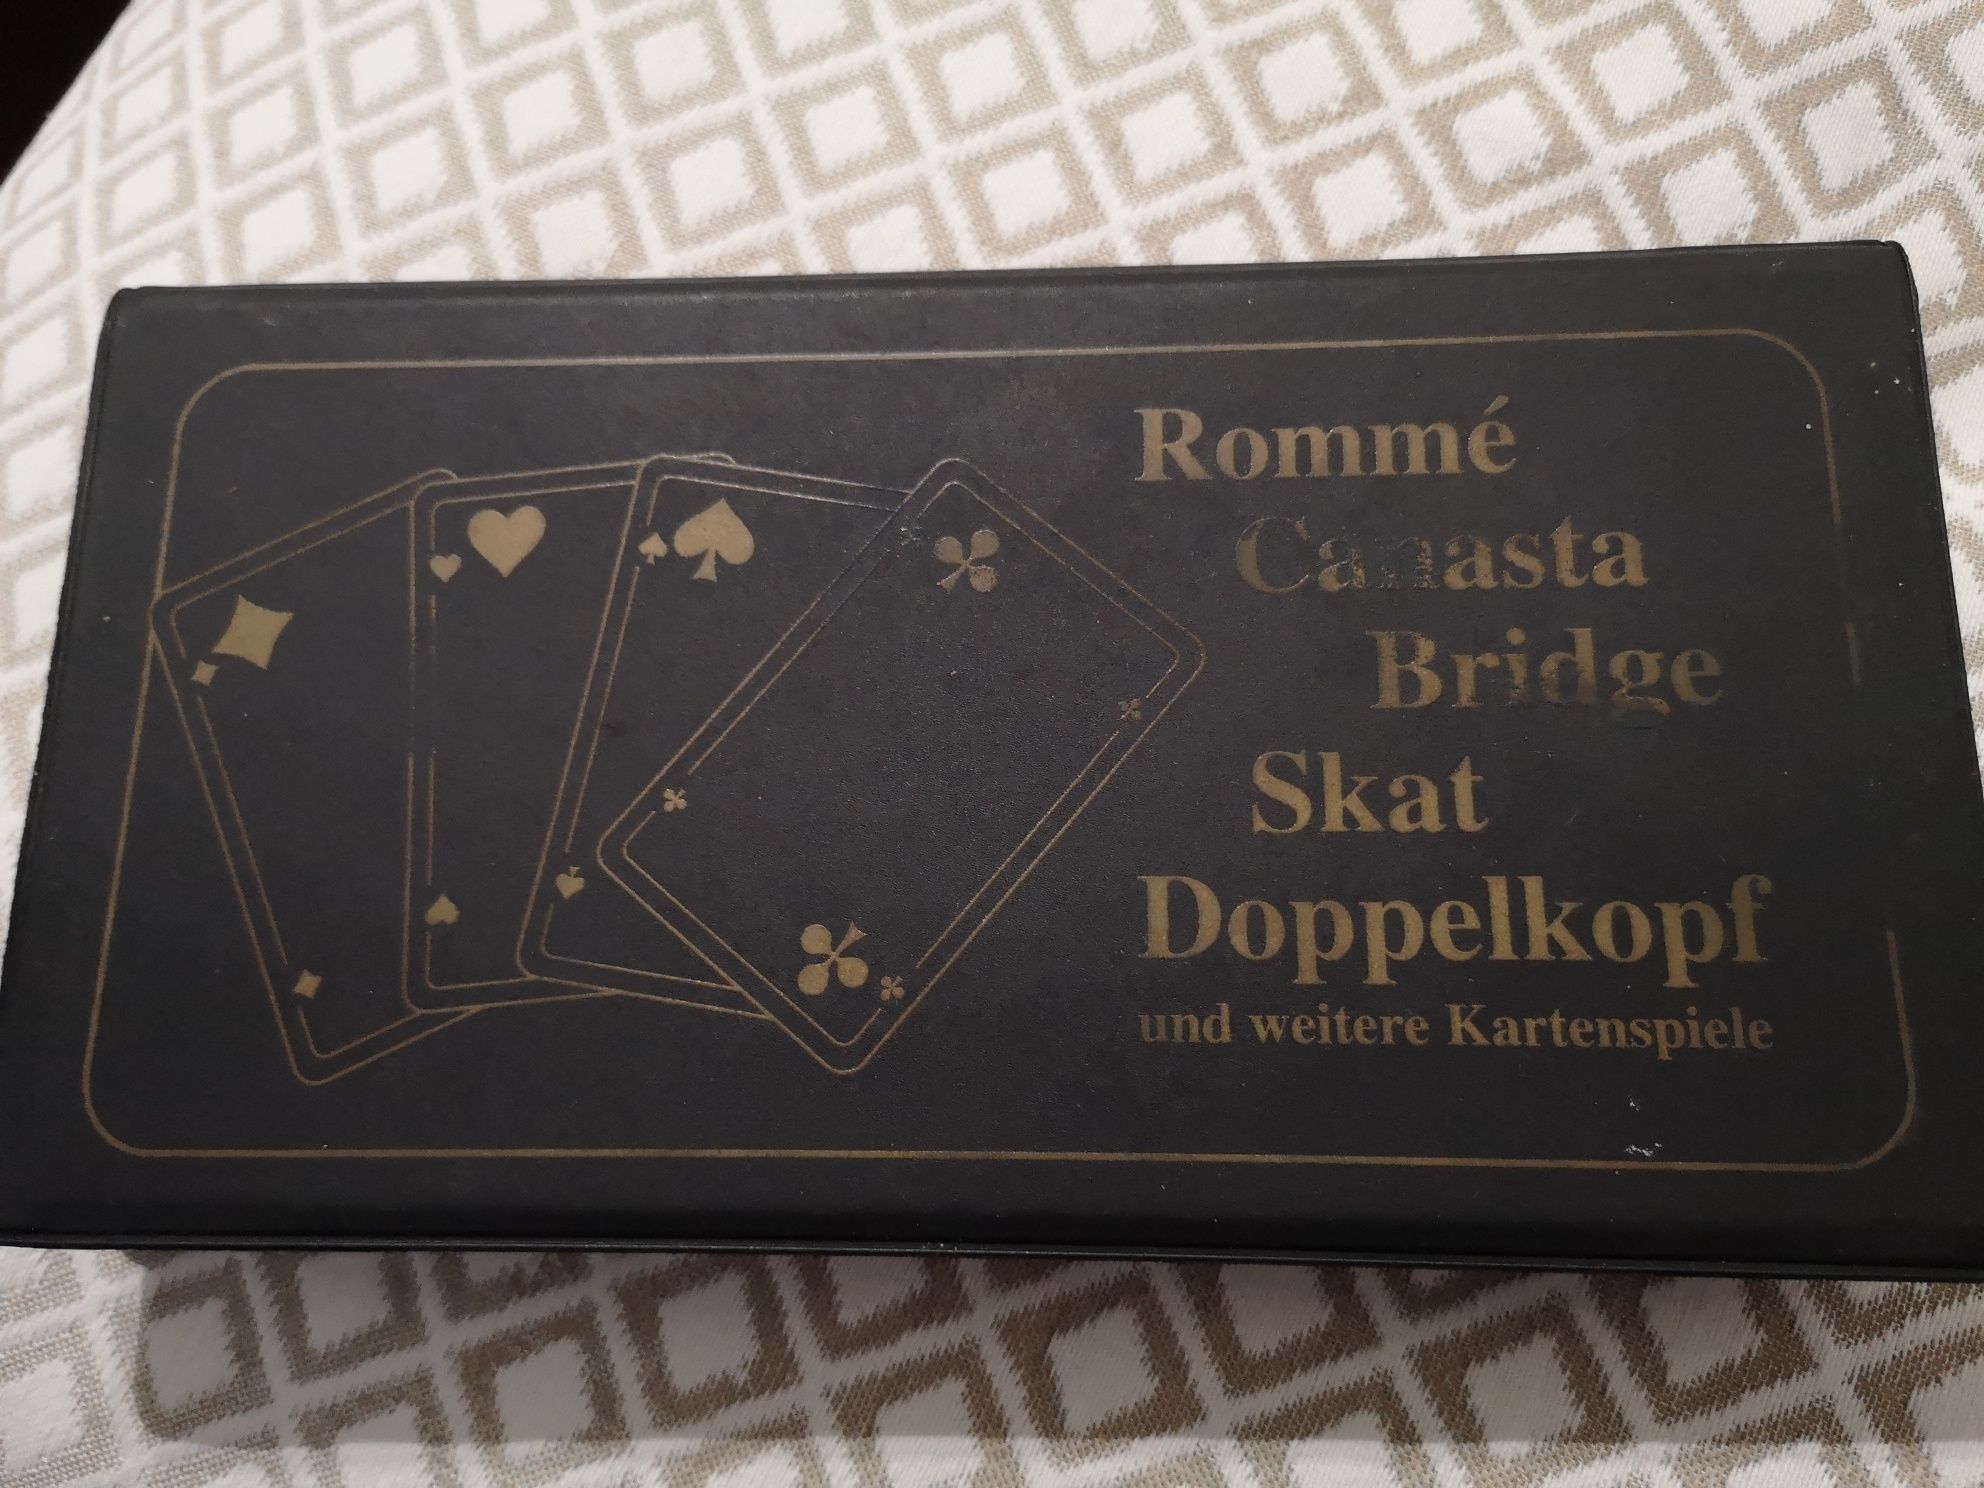 Rommé
Canasta
Bridge
Skat
Doppelkopf
und weitere Kartenspiele